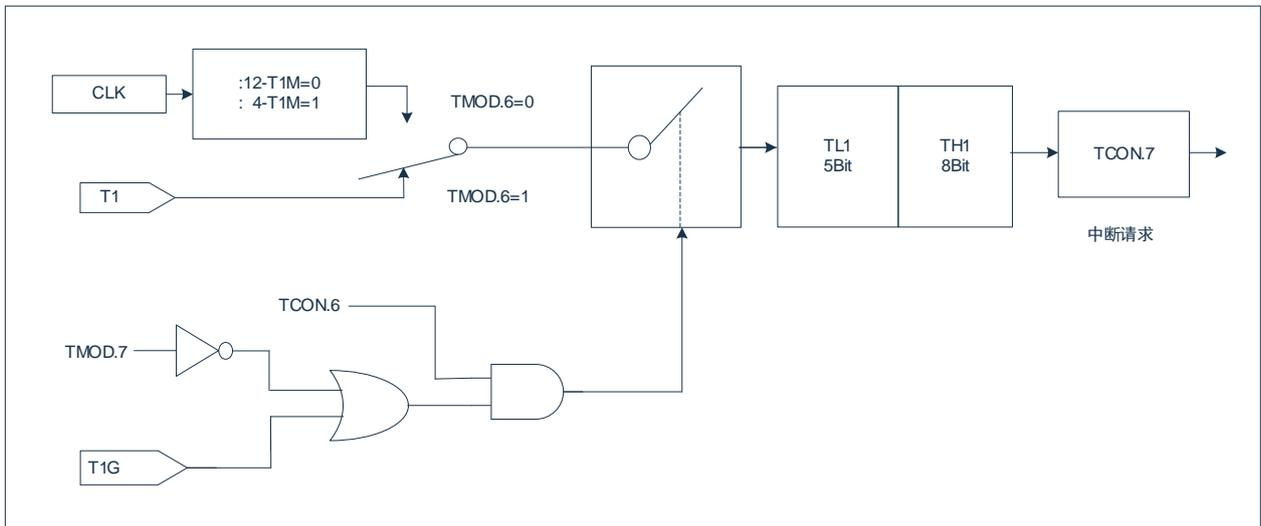 CLK
:12-T1M=0
: 4-T1M=1
TMOD.6=0
T1
TMOD.6=1
TL1
5Bit
TH1
8Bit
TCON.7
中断请求
TCON.6
TMOD.7
T1G